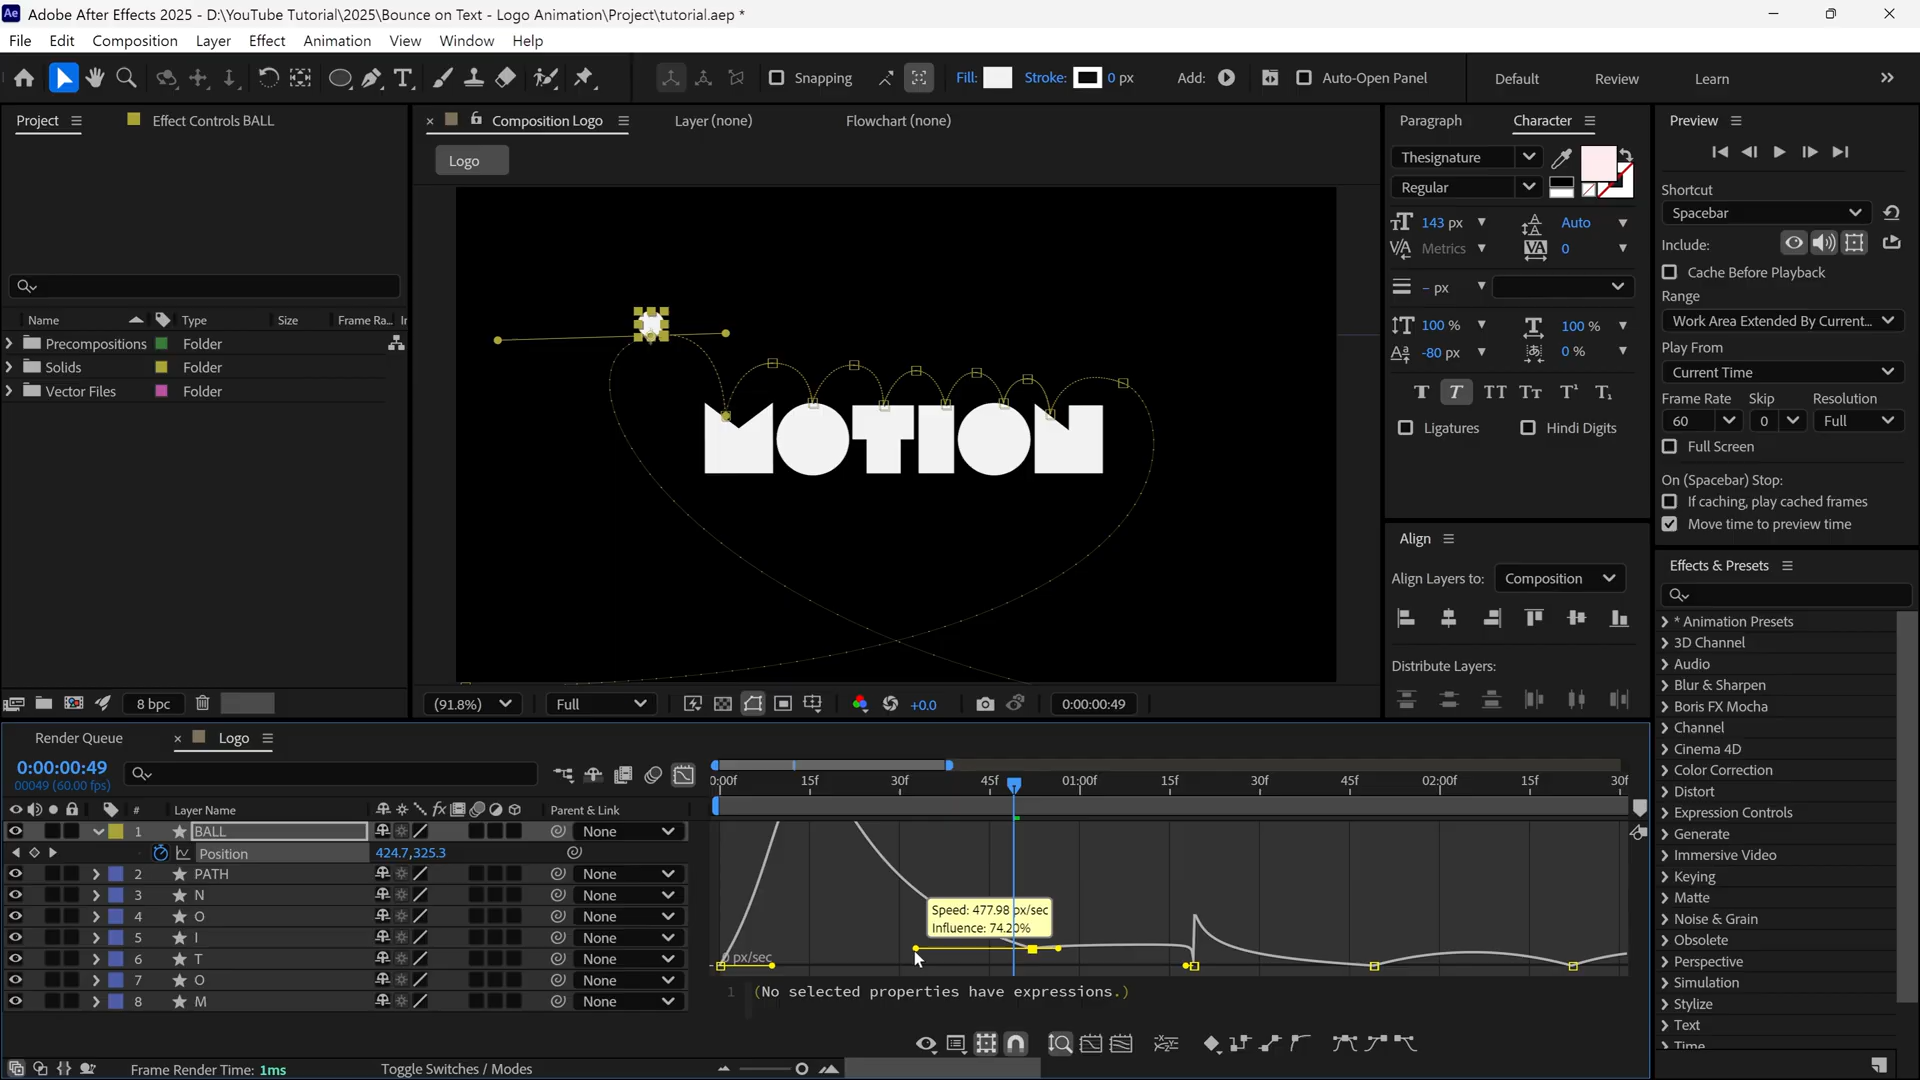 Adobe After Effects 2025 - D:\YouTube Tutorial\2025\Bounce on Text - Logo Animation\Project\tutorial.aep *
File Edit Composition Layer Effect Animation View Window Help
Snapping Fill: Stroke: 0 px Add: Auto-Open Panel Default Review Learn
Project Effect Controls BALL
Name Type Size Frame Ra...
Precompositions Folder
Solids Folder
Vector Files Folder
8 bpc
Composition Logo Layer (none) Flowchart (none)
Logo
MOTION
(91.8%) Full +0.0 0:00:00:49
Paragraph Character
Thesignature
Regular
143 px Auto
Metrics 0
- px
100 % 100 %
-80 px 0 %
Ligatures Hindi Digits
Align
Align Layers to: Composition
Distribute Layers:
Preview
Shortcut
Spacebar
Include:
Cache Before Playback
Range
Work Area Extended By Current...
Play From
Current Time
Frame Rate Skip Resolution
60 0 Full
Full Screen
On (Spacebar) Stop:
If caching, play cached frames
Move time to preview time
Effects & Presets
* Animation Presets
3D Channel
Audio
Blur & Sharpen
Boris FX Mocha
Channel
Cinema 4D
Color Correction
Distort
Expression Controls
Generate
Immersive Video
Keying
Matte
Noise & Grain
Obsolete
Perspective
Simulation
Stylize
Text
Time
Render Queue Logo
0:00:00:49
00049 (60.00 fps)
# Layer Name fx Parent & Link
1 BALL None
Position 424.7,325.3
2 PATH None
3 N None
4 O None
5 I None
6 T None
7 O None
8 M None
0:00f 15f 30f 45f 01:00f 15f 30f 45f 02:00f 15f 30f
Speed: 477.98 px/sec
Influence: 74.20%
0 px/sec
1 (No selected properties have expressions.)
Frame Render Time: 1ms Toggle Switches / Modes